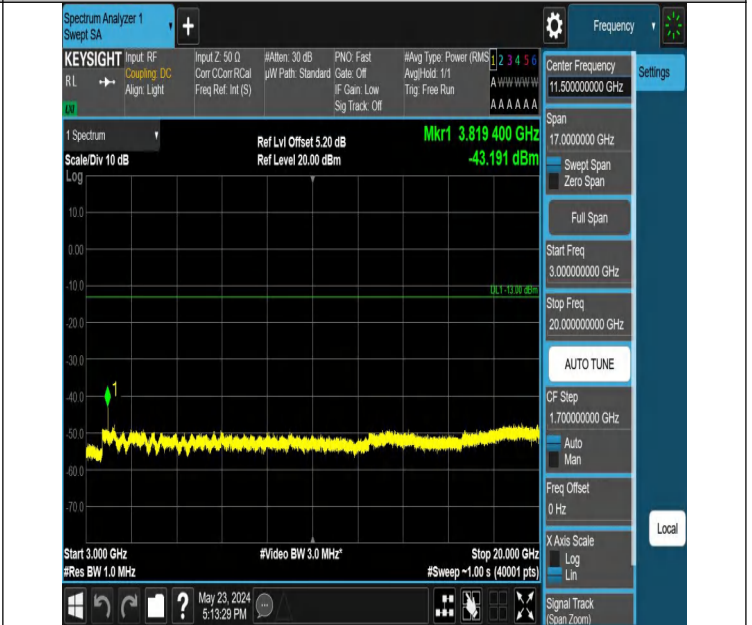 Spectrum Analyzer 1
Swept SA
Frequency
KEYSIGHT
R L
Input: RF
Coupling: DC
Align: Light
Input Z: 50 Ω
Corr CCorr RCal
Freq Ref: Int (S)
#Atten: 30 dB
µW Path: Standard
PNO: Fast
Gate: Off
IF Gain: Low
Sig Track: Off
#Avg Type: Power (RMS
Avg|Hold: 1/1
Trig: Free Run
1 2 3 4 5 6
A W W W W W
A A A A A A
1 Spectrum
Scale/Div 10 dB
Log
Ref Lvl Offset 5.20 dB
Ref Level 20.00 dBm
Mkr1 3.819 400 GHz
-43.191 dBm
10.0
0.00
-10.0
-20.0
-30.0
-40.0
-50.0
-60.0
-70.0
DL1 -13.00 dBm
1
Start 3.000 GHz
#Res BW 1.0 MHz
#Video BW 3.0 MHz*
Stop 20.000 GHz
#Sweep ~1.00 s (40001 pts)
?
May 23, 2024
5:13:29 PM
Center Frequency
11.500000000 GHz
Span
17.0000000 GHz
Swept Span
Zero Span
Full Span
Start Freq
3.000000000 GHz
Stop Freq
20.000000000 GHz
AUTO TUNE
CF Step
1.700000000 GHz
Auto
Man
Freq Offset
0 Hz
X Axis Scale
Log
Lin
Signal Track
(Span Zoom)
Settings
Local